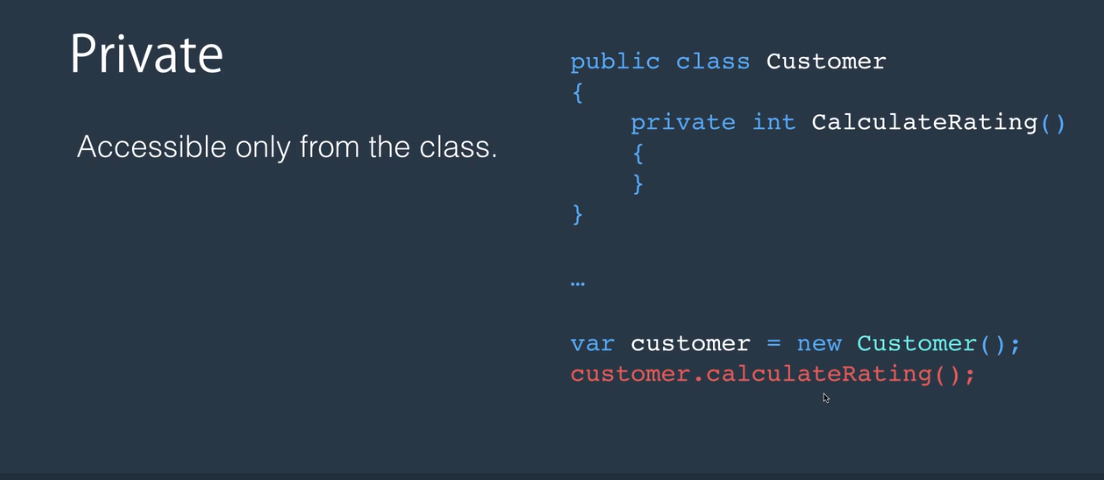 Private
Accessible only from the class.
public class Customer
{
    private int CalculateRating()
    {
    }
}
…
var customer = new Customer();
customer.calculateRating();